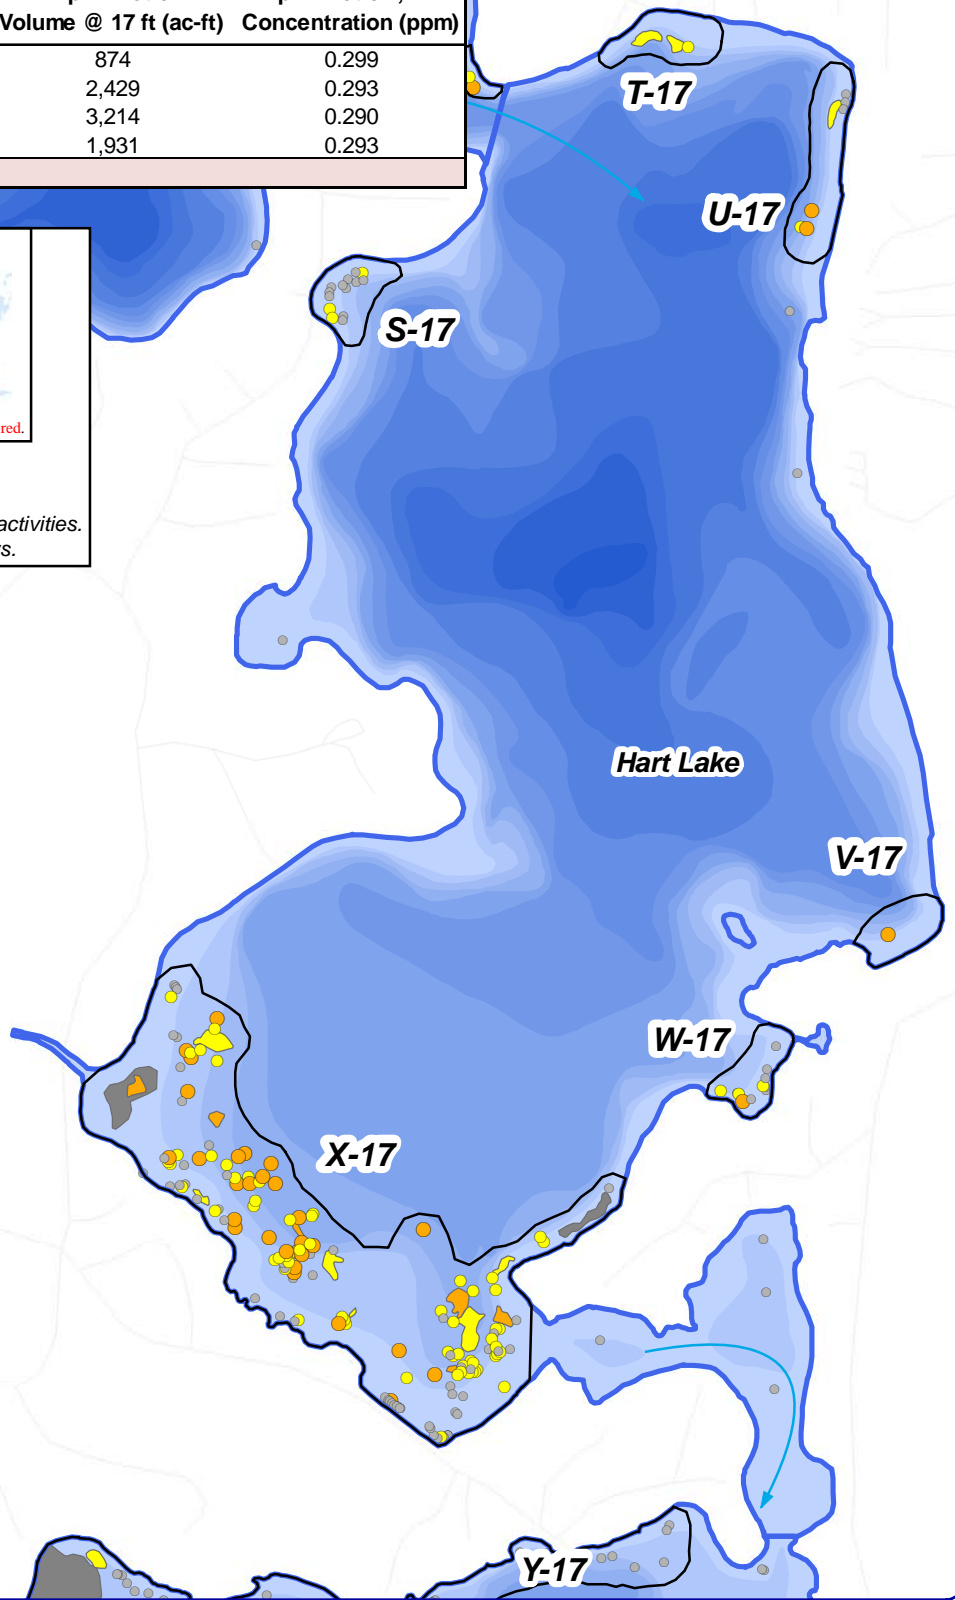 Volume @ 17 ft (ac-ft) Concentration (ppm)
874 0.299
2,429 0.293
3,214 0.290
1,931 0.293
T-17
U-17
S-17
red.
activities.
Hart Lake
V-17
W-17
X-17
Y-17